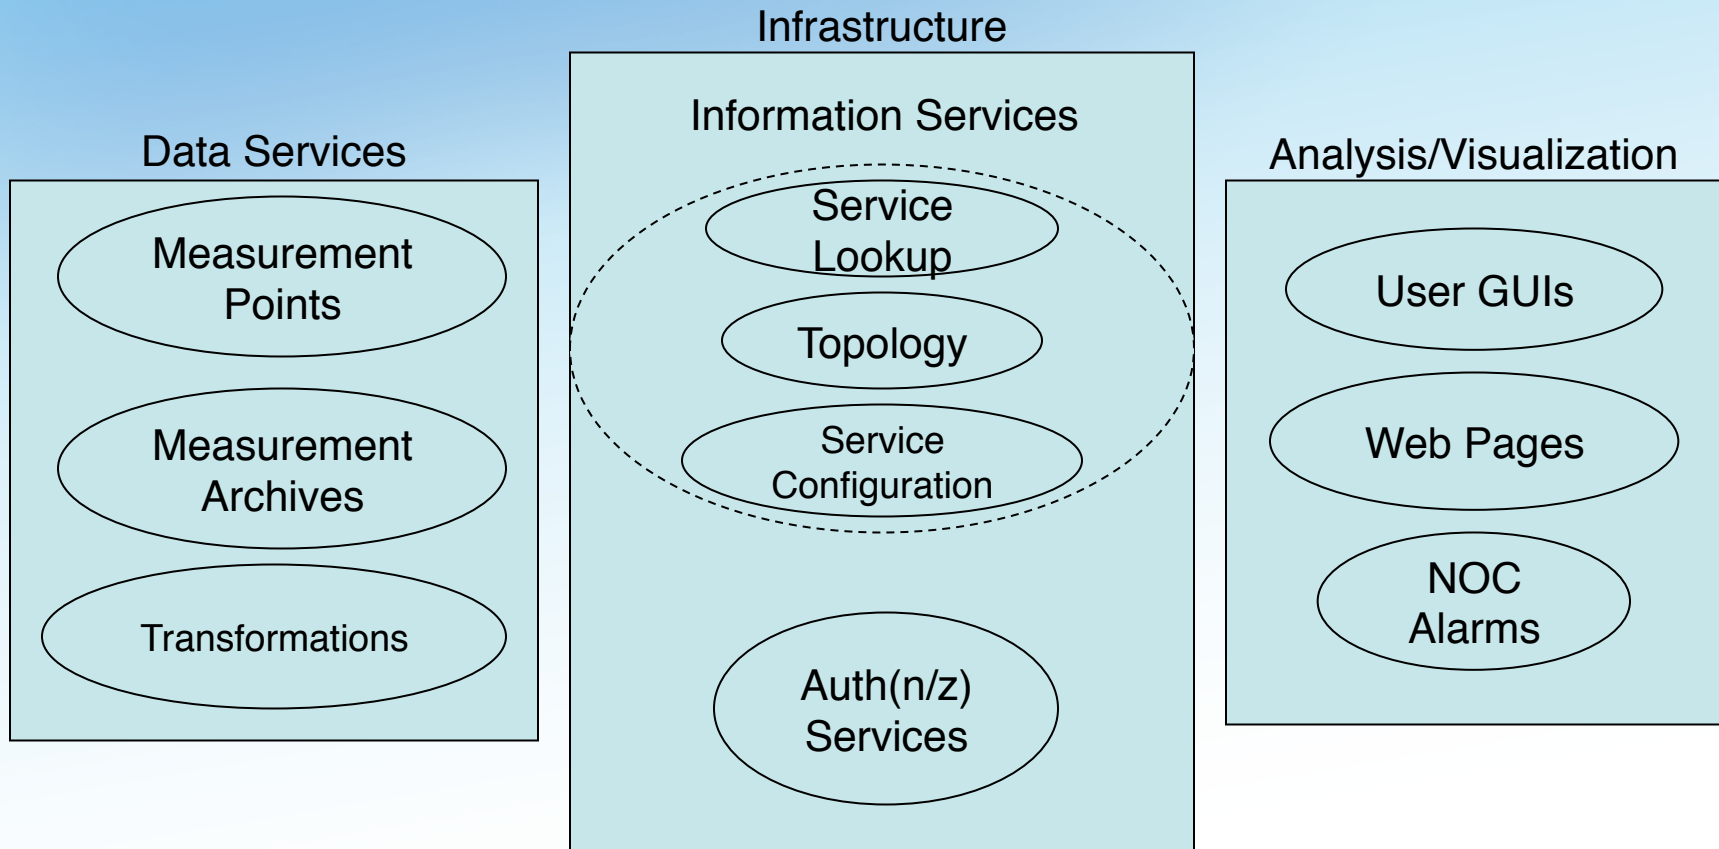 Infrastructure
Data Services
Measurement
Points
Measurement
Archives
Transformations
Information Services
Service
Lookup
Topology
Service
Configuration
Auth(n/z)
Services
Analysis/Visualization
User GUIs
Web Pages
NOC
Alarms